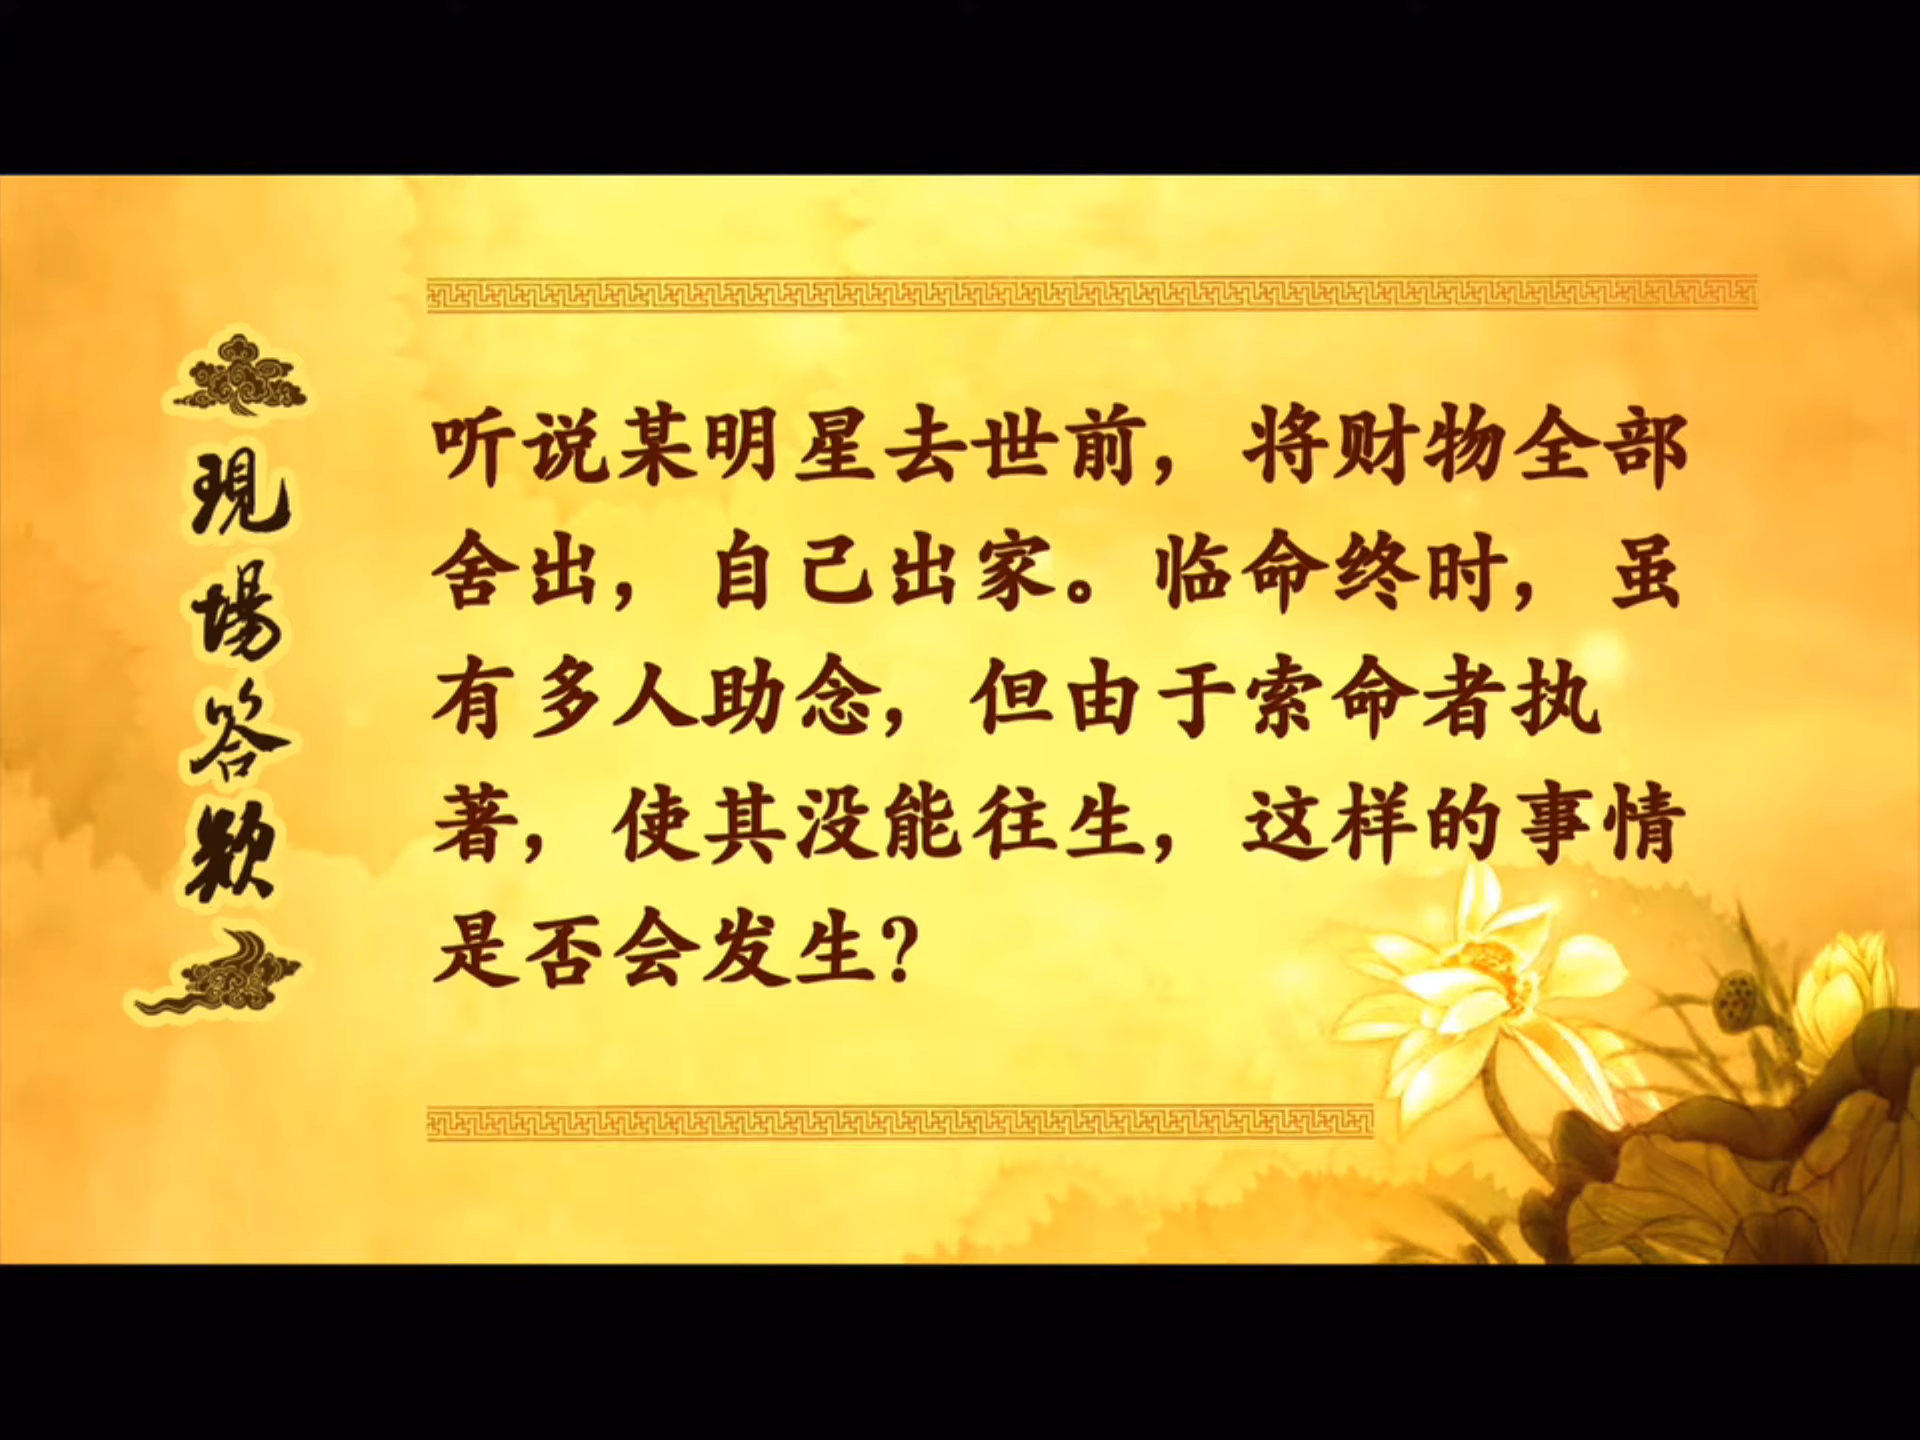 現場答疑
听说某明星去世前，将财物全部
舍出，自己出家。临命终时，虽
有多人助念，但由于索命者执
著，使其没能往生，这样的事情
是否会发生？